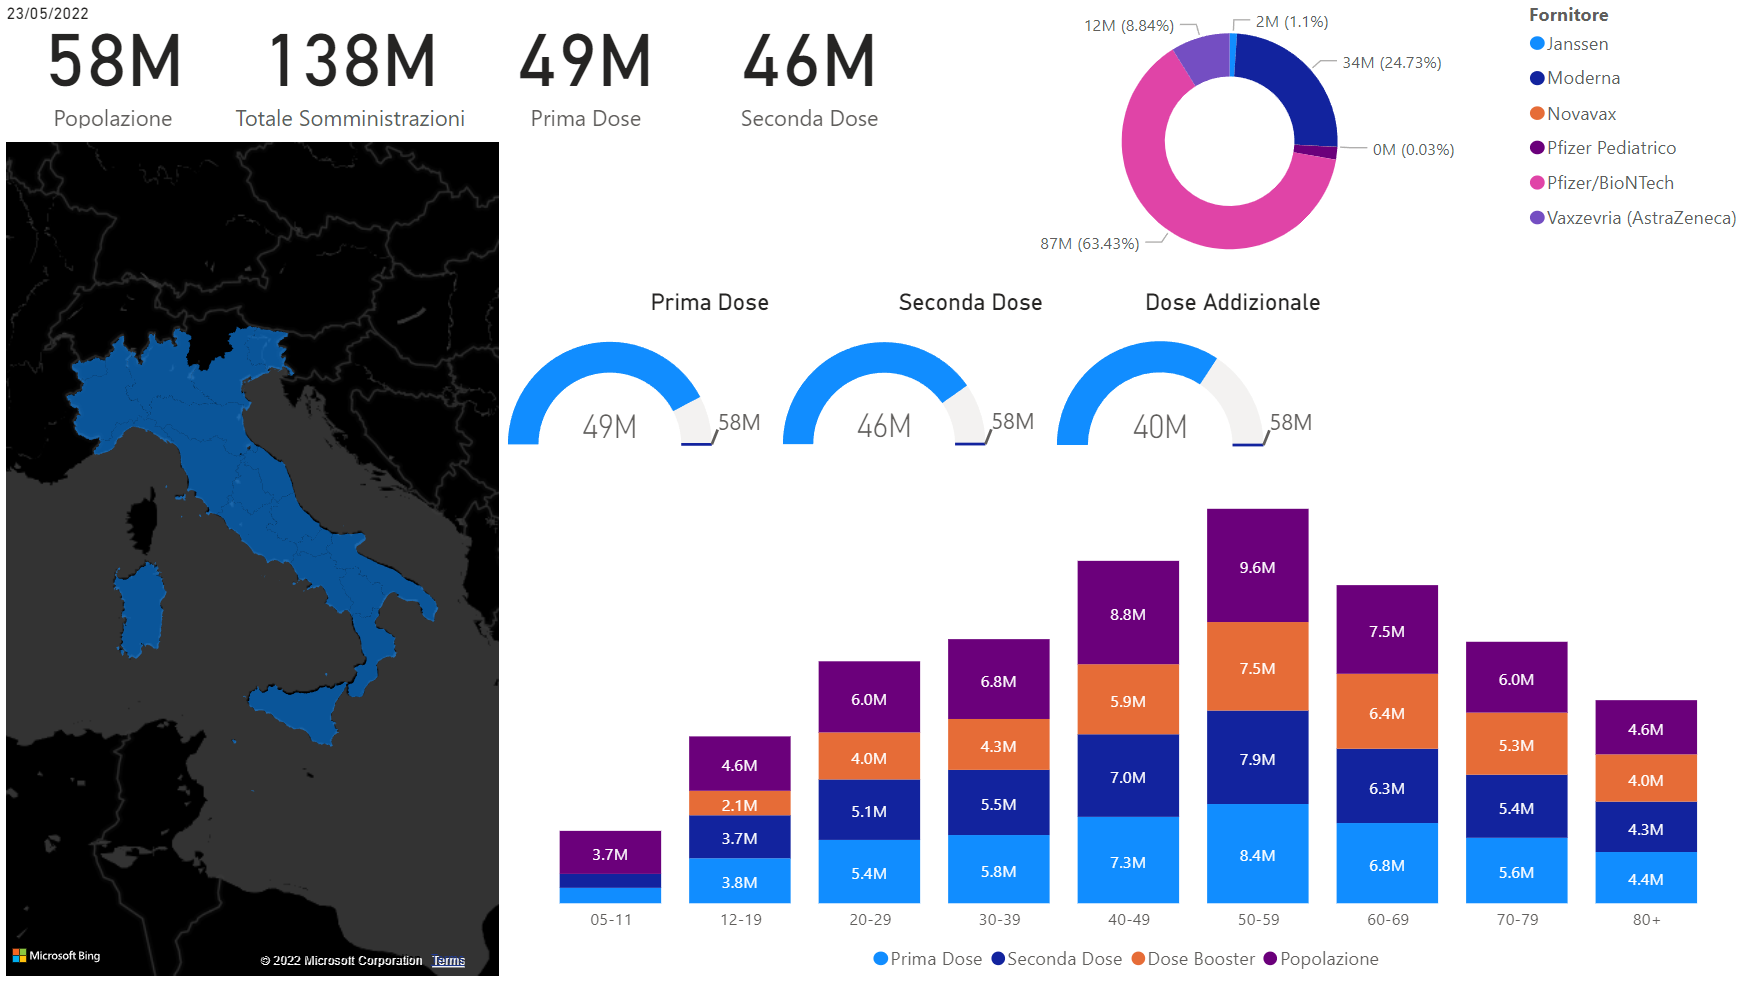 23/05/2022
58M
Popolazione
138M
Totale Somministrazioni
49M
Prima Dose
46M
Seconda Dose
12M (8.84%)
2M (1.1%)
34M (24.73%)
0M (0.03%)
87M (63.43%)
Fornitore
Janssen
Moderna
Novavax
Pfizer Pediatrico
Pfizer/BioNTech
Vaxzevria (AstraZeneca)
Prima Dose
49M
58M
Seconda Dose
46M
58M
Dose Addizionale
40M
58M
3.7M
4.6M
2.1M
3.7M
3.8M
6.0M
4.0M
5.1M
5.4M
6.8M
4.3M
5.5M
5.8M
8.8M
5.9M
7.0M
7.3M
9.6M
7.5M
7.9M
8.4M
7.5M
6.4M
6.3M
6.8M
6.0M
5.3M
5.4M
5.6M
4.6M
4.0M
4.3M
4.4M
05-11 12-19 20-29 30-39 40-49 50-59 60-69 70-79 80+
Prima Dose Seconda Dose Dose Booster Popolazione
Microsoft Bing
© 2022 Microsoft Corporation Terms